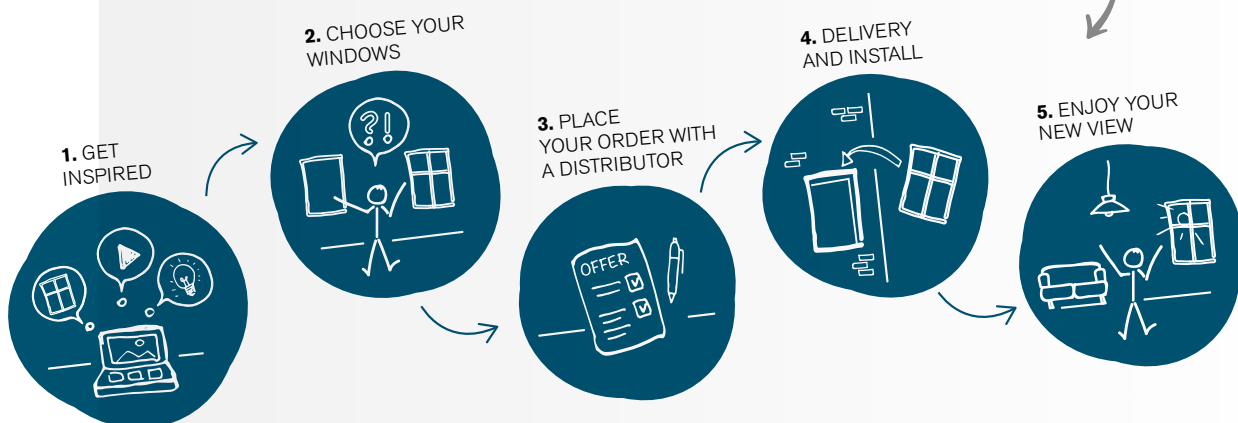 1. GET
INSPIRED
2. CHOOSE YOUR
WINDOWS
?!
3. PLACE
YOUR ORDER WITH
A DISTRIBUTOR
OFFER
4. DELIVERY
AND INSTALL
5. ENJOY YOUR
NEW VIEW